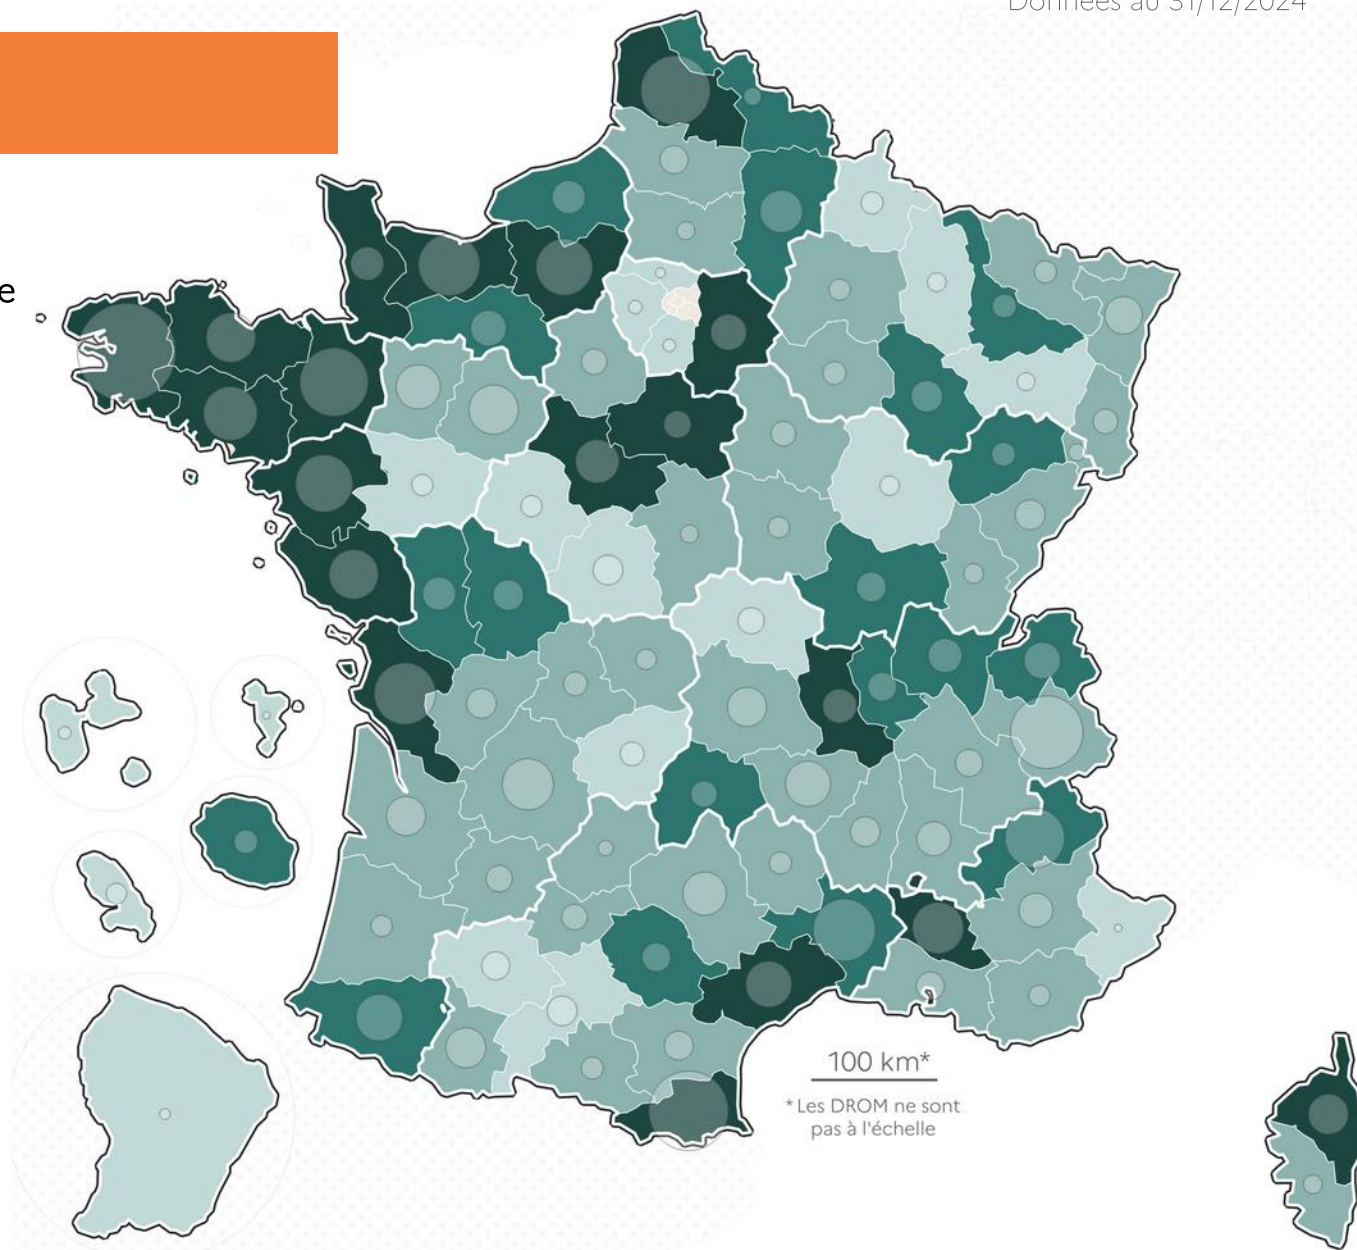 Données au 31/12/2024
e
100 km*
* Les DROM ne sont
pas à l'échelle